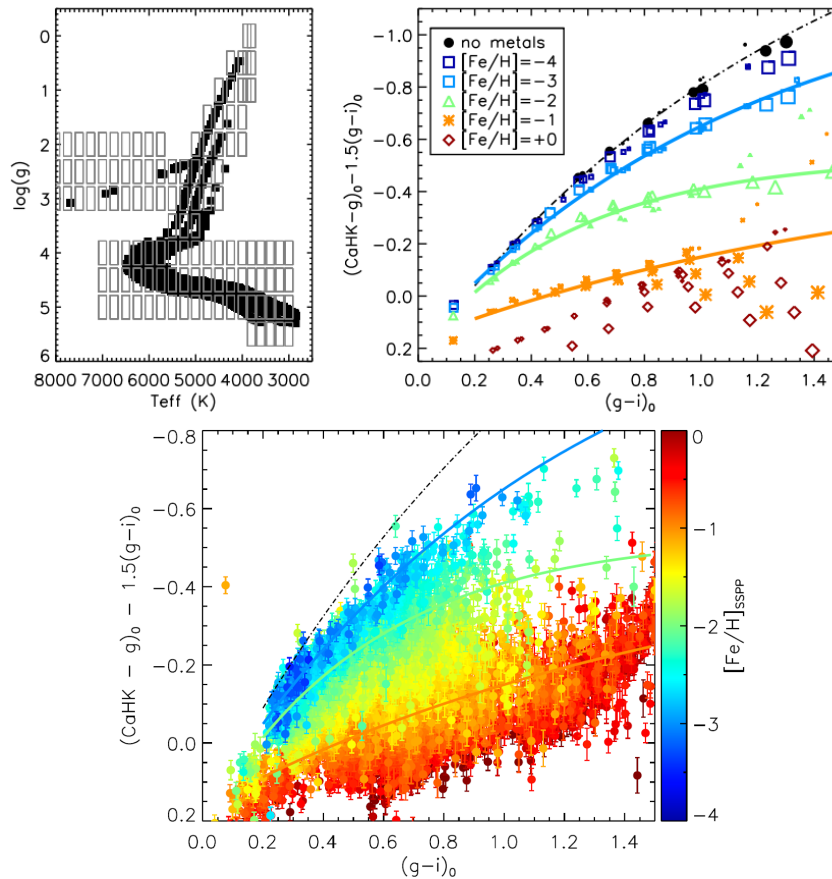 0
1
2
3
4
5
6
log(g)
8000 7000 6000 5000 4000 3000
Teff (K)
-1.0
-0.8
-0.6
-0.4
-0.2
-0.0
0.0
0.2
(CaHK-g)₀-1.5(g-i)₀
no metals
[Fe/H]=-4
[Fe/H]=-3
[Fe/H]=-2
[Fe/H]=-1
[Fe/H]=+0
0.0 0.2 0.4 0.6 0.8 1.0 1.2 1.4
(g-i)₀
-0.8
-0.6
-0.4
-0.2
0.0
0.2
(CaHK - g)₀ - 1.5(g-i)₀
0.0 0.2 0.4 0.6 0.8 1.0 1.2 1.4
(g-i)₀
0
-1
-2
-3
-4
[Fe/H]SSPP